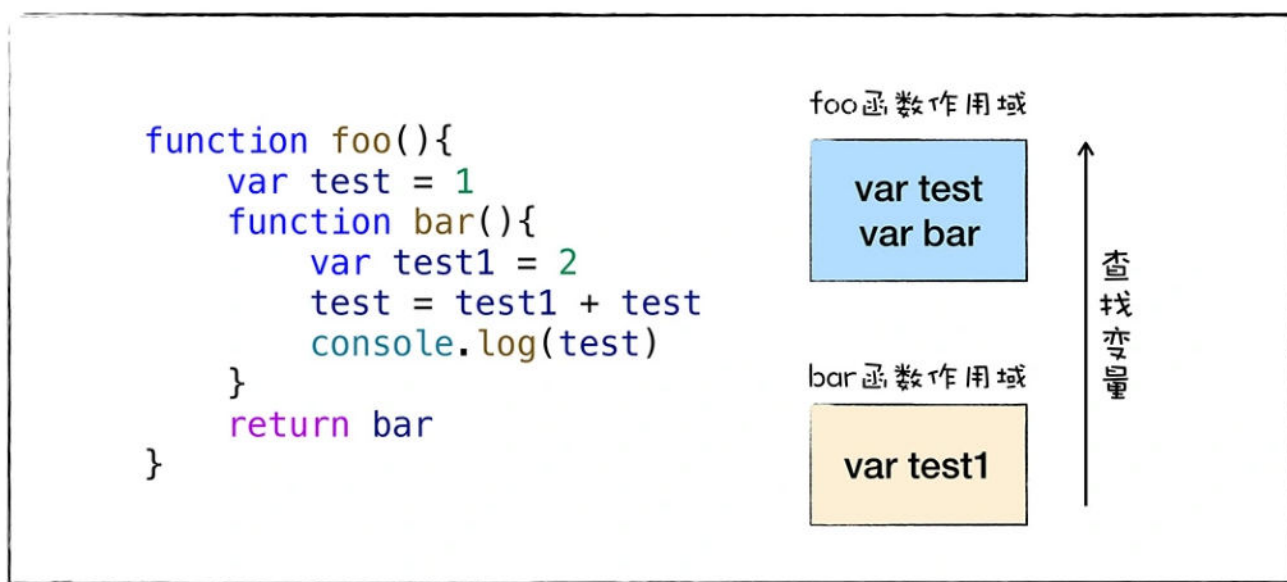 function foo(){
    var test = 1
    function bar(){
        var test1 = 2
        test = test1 + test
        console.log(test)
    }
    return bar
}
foo函数作用域
var test
var bar
bar函数作用域
var test1
查找变量